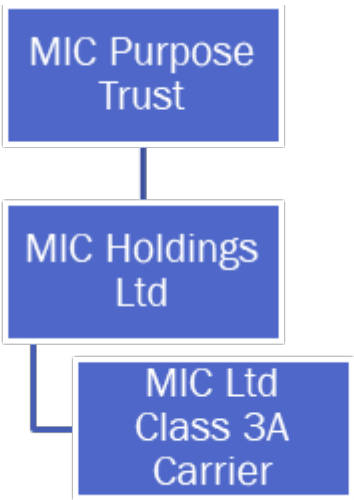 MIC Purpose
Trust
MIC Holdings
Ltd
MIC Ltd
Class 3A
Carrier